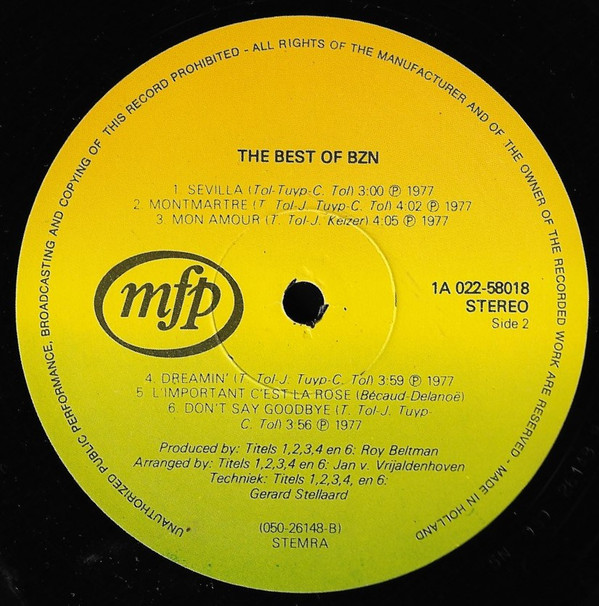 UNAUTHORIZED PUBLIC PERFORMANCE, BROADCASTING AND COPYING OF THIS RECORD PROHIBITED - ALL RIGHTS OF THE MANUFACTURER AND OF THE OWNER OF THE RECORDED WORK ARE RESERVED - MADE IN HOLLAND
THE BEST OF BZN
1. SEVILLA (Tol-Tuyp-C. Tol) 3:00 Ⓟ 1977
2. MONTMARTRE (T. Tol-J. Tuyp-C. Tol) 4:02 Ⓟ 1977
3. MON AMOUR (T. Tol-J. Keizer) 4:05 Ⓟ 1977
mfp
1A 022-58018
STEREO
Side 2
4. DREAMIN' (T. Tol-J. Tuyp-C. Tol) 3:59 Ⓟ 1977
5. L'IMPORTANT C'EST LA ROSE (Bécaud-Delanoë)
6. DON'T SAY GOODBYE (T. Tol-J. Tuyp-
C. Tol) 3:56 Ⓟ 1977
Produced by: Titels 1,2,3,4 en 6: Roy Beltman
Arranged by: Titels 1,2,3,4 en 6: Jan v. Vrijaldenhoven
Techniek: Titels 1,2,3,4, en 6:
Gerard Stellaard
(050-26148-B)
STEMRA